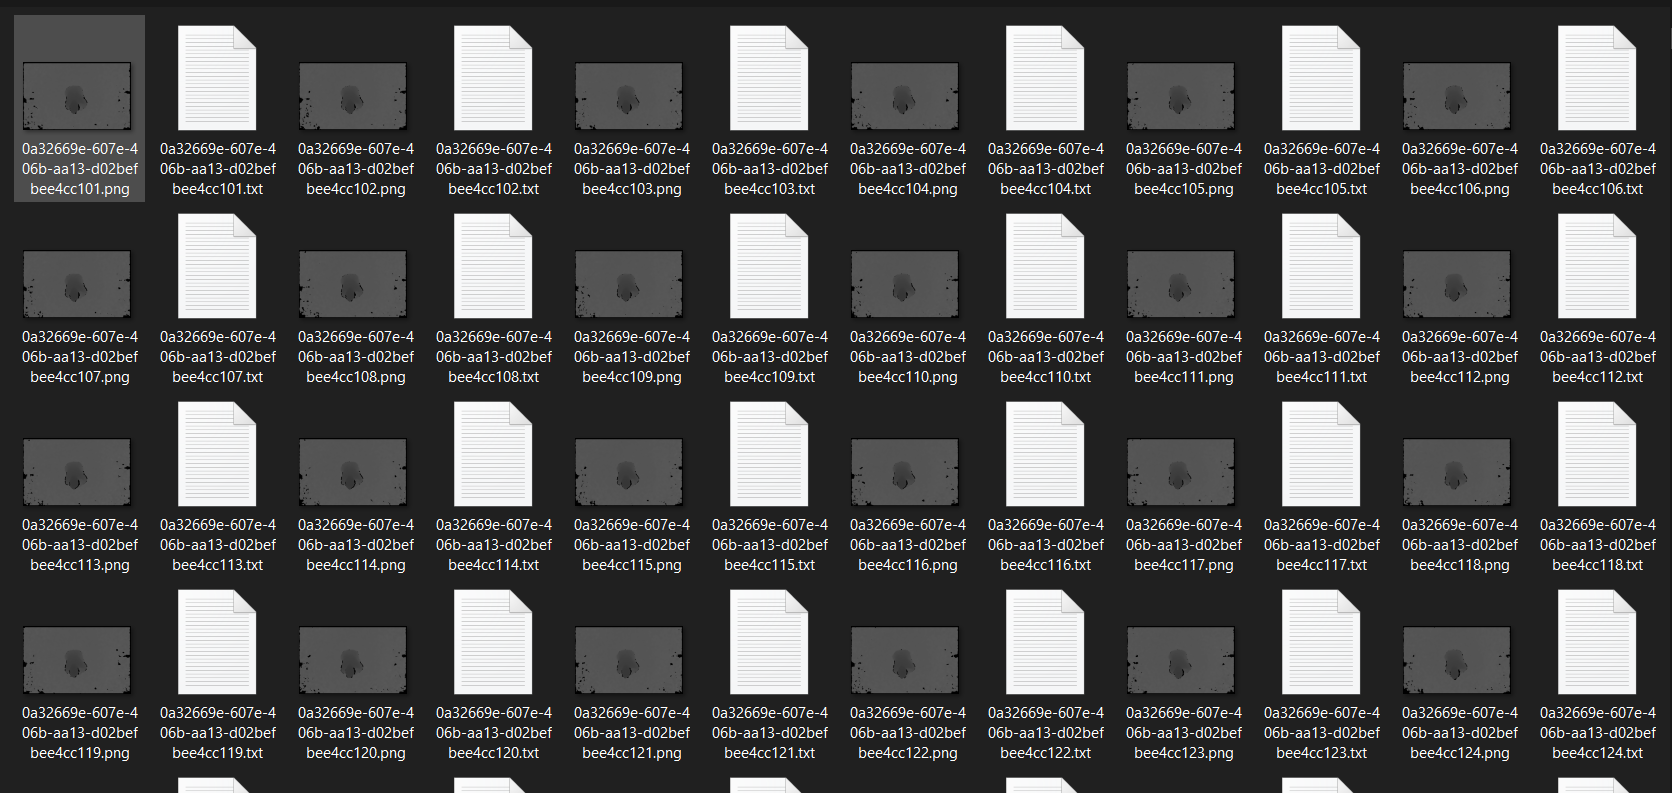 0a32669e-607e-4 0a32669e-607e-4 0a32669e-607e-4 0a32669e-607e-4 0a32669e-607e-4 0a32669e-607e-4 0a32669e-607e-4 0a32669e-607e-4 0a32669e-607e-4 0a32669e-607e-4 0a32669e-607e-4 0a32669e-607e-4
06b-aa13-d02bef 06b-aa13-d02bef 06b-aa13-d02bef 06b-aa13-d02bef 06b-aa13-d02bef 06b-aa13-d02bef 06b-aa13-d02bef 06b-aa13-d02bef 06b-aa13-d02bef 06b-aa13-d02bef 06b-aa13-d02bef 06b-aa13-d02bef
bee4cc101.png bee4cc101.txt bee4cc102.png bee4cc102.txt bee4cc103.png bee4cc103.txt bee4cc104.png bee4cc104.txt bee4cc105.png bee4cc105.txt bee4cc106.png bee4cc106.txt
0a32669e-607e-4 0a32669e-607e-4 0a32669e-607e-4 0a32669e-607e-4 0a32669e-607e-4 0a32669e-607e-4 0a32669e-607e-4 0a32669e-607e-4 0a32669e-607e-4 0a32669e-607e-4 0a32669e-607e-4 0a32669e-607e-4
06b-aa13-d02bef 06b-aa13-d02bef 06b-aa13-d02bef 06b-aa13-d02bef 06b-aa13-d02bef 06b-aa13-d02bef 06b-aa13-d02bef 06b-aa13-d02bef 06b-aa13-d02bef 06b-aa13-d02bef 06b-aa13-d02bef 06b-aa13-d02bef
bee4cc107.png bee4cc107.txt bee4cc108.png bee4cc108.txt bee4cc109.png bee4cc109.txt bee4cc110.png bee4cc110.txt bee4cc111.png bee4cc111.txt bee4cc112.png bee4cc112.txt
0a32669e-607e-4 0a32669e-607e-4 0a32669e-607e-4 0a32669e-607e-4 0a32669e-607e-4 0a32669e-607e-4 0a32669e-607e-4 0a32669e-607e-4 0a32669e-607e-4 0a32669e-607e-4 0a32669e-607e-4 0a32669e-607e-4
06b-aa13-d02bef 06b-aa13-d02bef 06b-aa13-d02bef 06b-aa13-d02bef 06b-aa13-d02bef 06b-aa13-d02bef 06b-aa13-d02bef 06b-aa13-d02bef 06b-aa13-d02bef 06b-aa13-d02bef 06b-aa13-d02bef 06b-aa13-d02bef
bee4cc113.png bee4cc113.txt bee4cc114.png bee4cc114.txt bee4cc115.png bee4cc115.txt bee4cc116.png bee4cc116.txt bee4cc117.png bee4cc117.txt bee4cc118.png bee4cc118.txt
0a32669e-607e-4 0a32669e-607e-4 0a32669e-607e-4 0a32669e-607e-4 0a32669e-607e-4 0a32669e-607e-4 0a32669e-607e-4 0a32669e-607e-4 0a32669e-607e-4 0a32669e-607e-4 0a32669e-607e-4 0a32669e-607e-4
06b-aa13-d02bef 06b-aa13-d02bef 06b-aa13-d02bef 06b-aa13-d02bef 06b-aa13-d02bef 06b-aa13-d02bef 06b-aa13-d02bef 06b-aa13-d02bef 06b-aa13-d02bef 06b-aa13-d02bef 06b-aa13-d02bef 06b-aa13-d02bef
bee4cc119.png bee4cc119.txt bee4cc120.png bee4cc120.txt bee4cc121.png bee4cc121.txt bee4cc122.png bee4cc122.txt bee4cc123.png bee4cc123.txt bee4cc124.png bee4cc124.txt